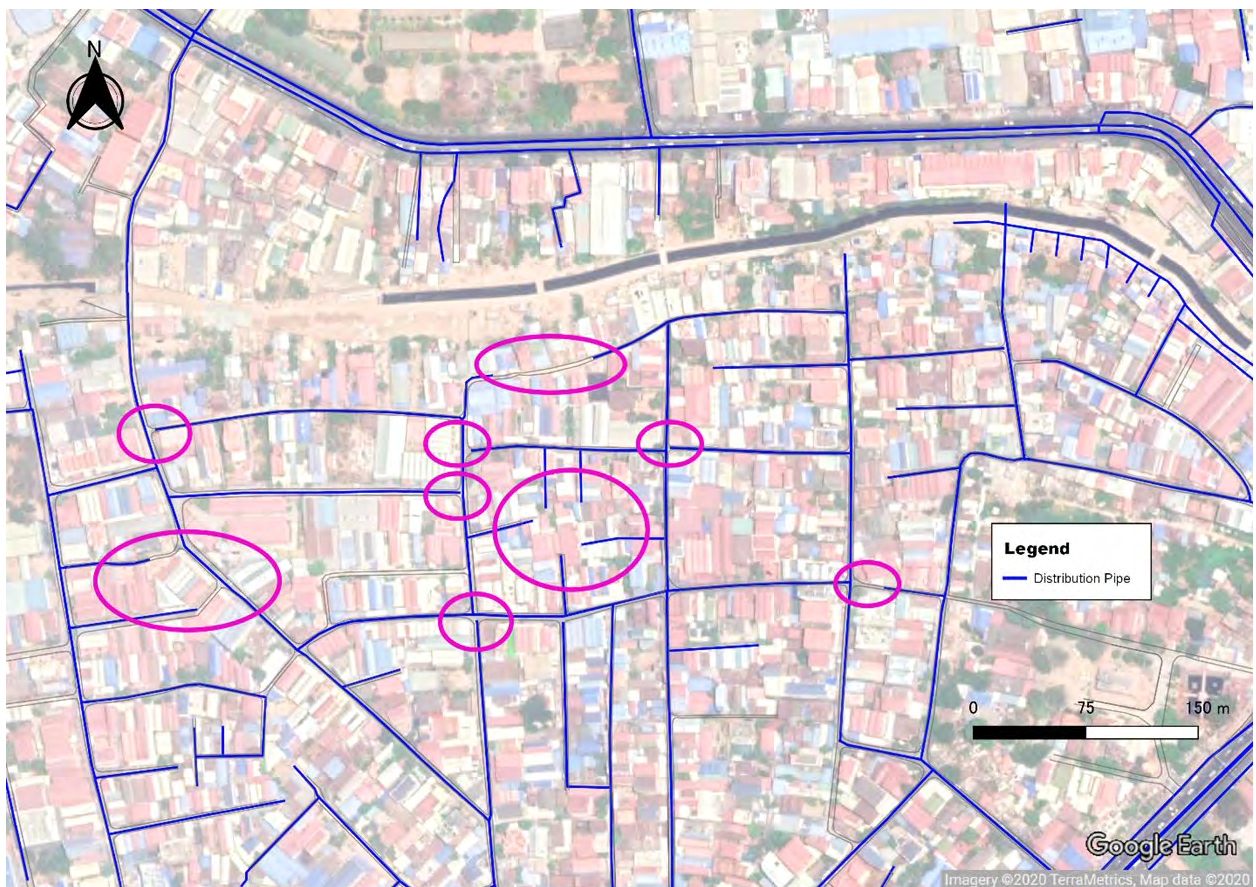 N
Legend
Distribution Pipe
0 75 150 m
Google Earth
Imagery ©2020 TerraMetrics, Map data ©2020